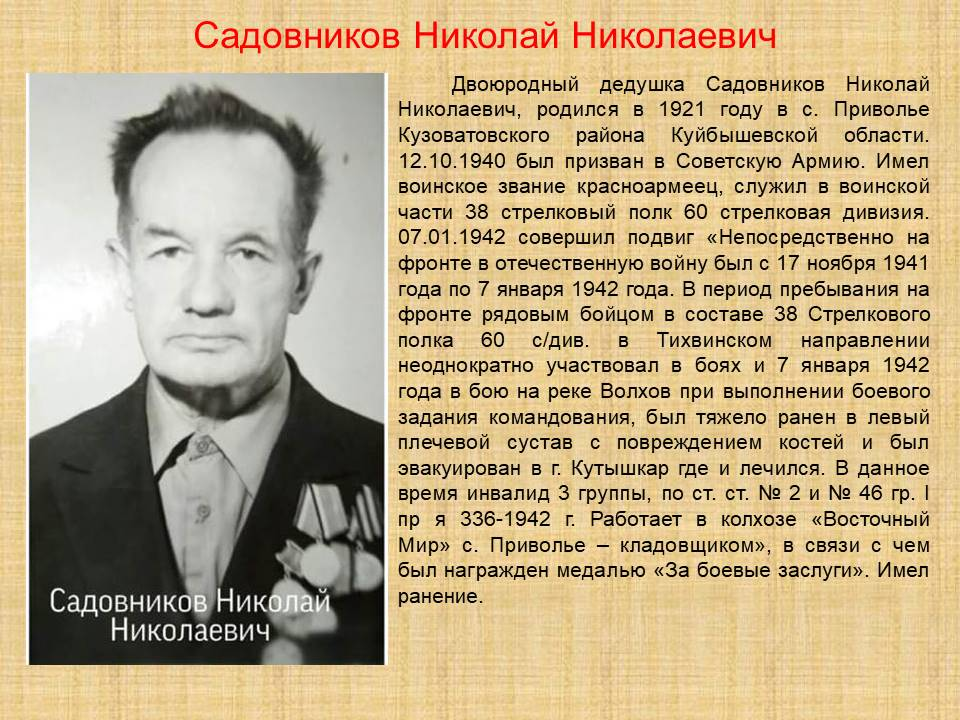 Садовников Николай Николаевич
Двоюродный дедушка Садовников Николай
Николаевич, родился в 1921 году в с. Приволье
Кузоватовского района Куйбышевской области.
12.10.1940 был призван в Советскую Армию. Имел
воинское звание красноармеец, служил в воинской
части 38 стрелковый полк 60 стрелковая дивизия.
07.01.1942 совершил подвиг «Непосредственно на
фронте в отечественную войну был с 17 ноября 1941
года по 7 января 1942 года. В период пребывания на
фронте рядовым бойцом в составе 38 Стрелкового
полка 60 с/див. в Тихвинском направлении
неоднократно участвовал в боях и 7 января 1942
года в бою на реке Волхов при выполнении боевого
задания командования, был тяжело ранен в левый
плечевой сустав с повреждением костей и был
эвакуирован в г. Кутышкар где и лечился. В данное
время инвалид 3 группы, по ст. ст. № 2 и № 46 гр. I
пр я 336-1942 г. Работает в колхозе «Восточный
Мир» с. Приволье – кладовщиком», в связи с чем
был награжден медалью «За боевые заслуги». Имел
ранение.
Садовников Николай
Николаевич